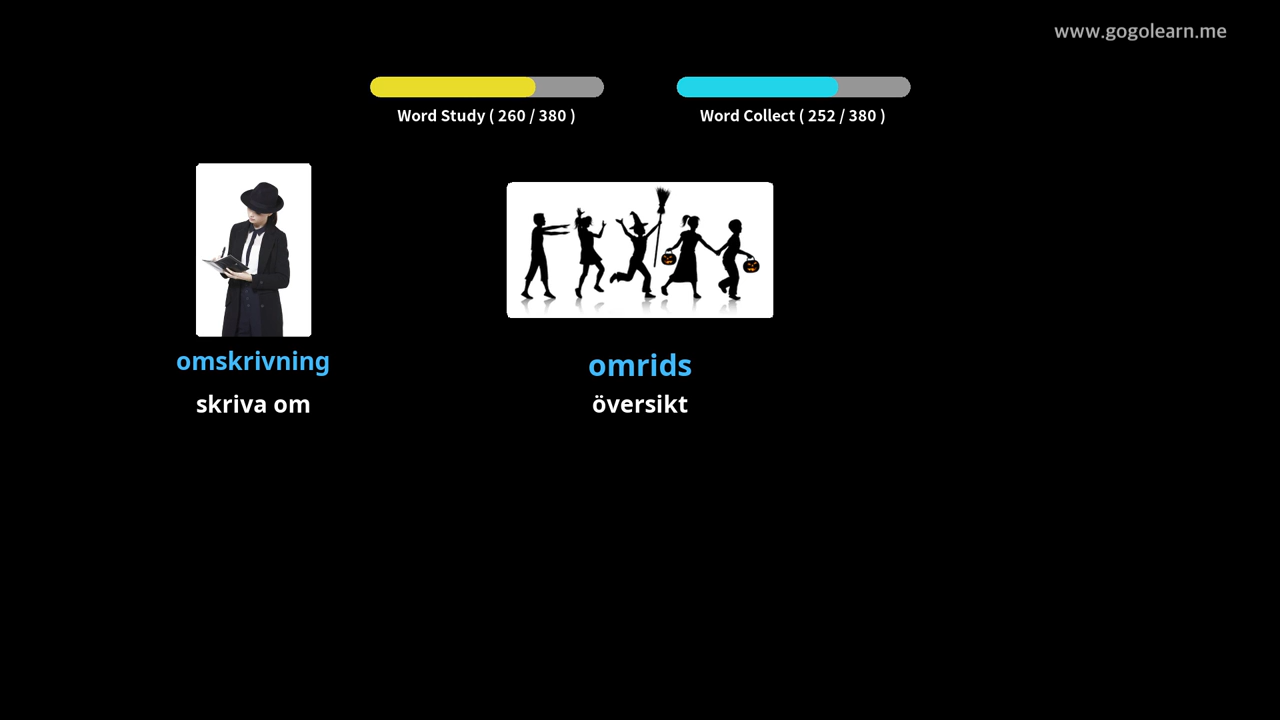 www.gogolearn.me
Word Study ( 260 / 380 )
Word Collect ( 252 / 380 )
omskrivning
skriva om
omrids
översikt